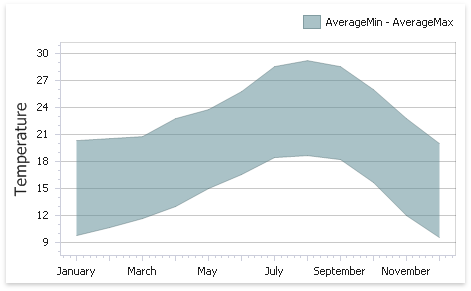 AverageMin - AverageMax
Temperature
30
27
24
21
18
15
12
9
January
March
May
July
September
November